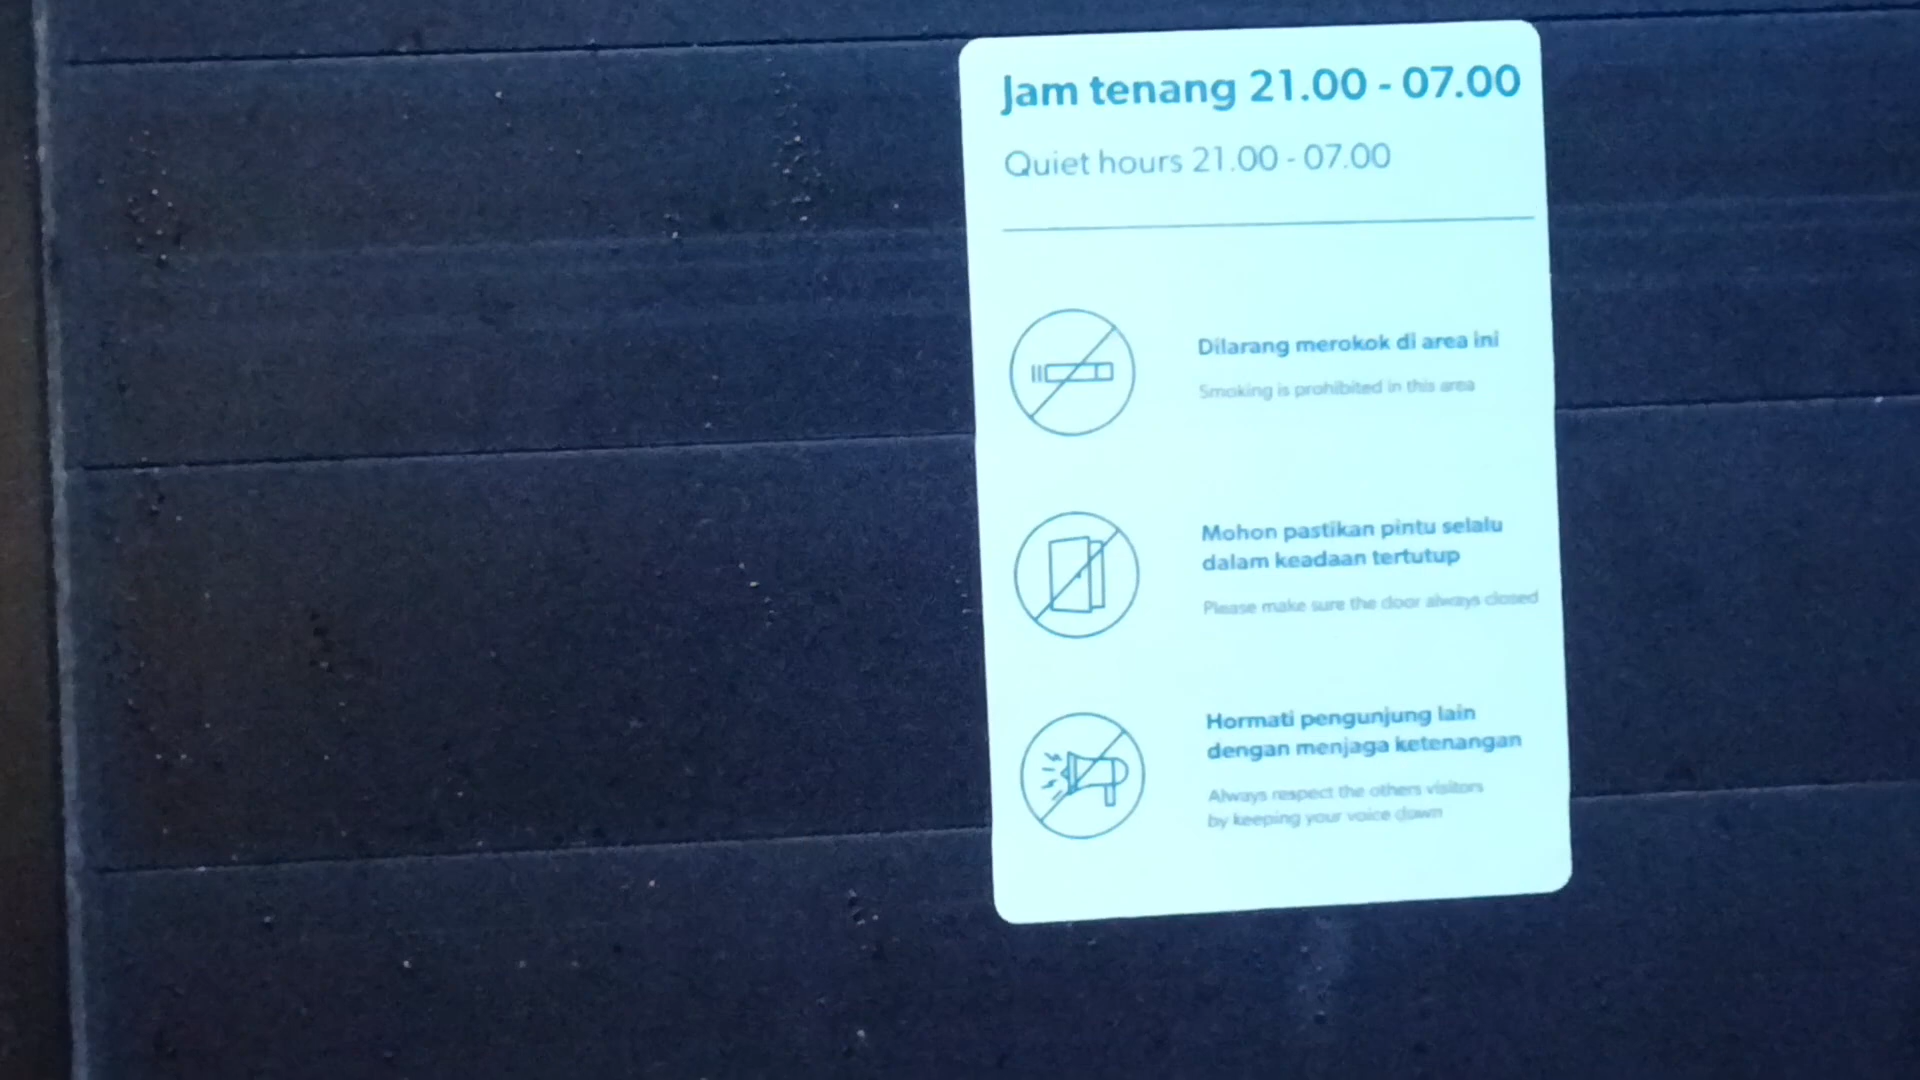 Jam tenang 21.00 - 07.00
Quiet hours 21.00 - 07.00
Dilarang merokok di area ini
Smoking is prohibited in this area
Mohon pastikan pintu selalu
dalam keadaan tertutup
Please make sure the door always closed
Hormati pengunjung lain
dengan menjaga ketenangan
Always respect the others visitors
by keeping your voice down